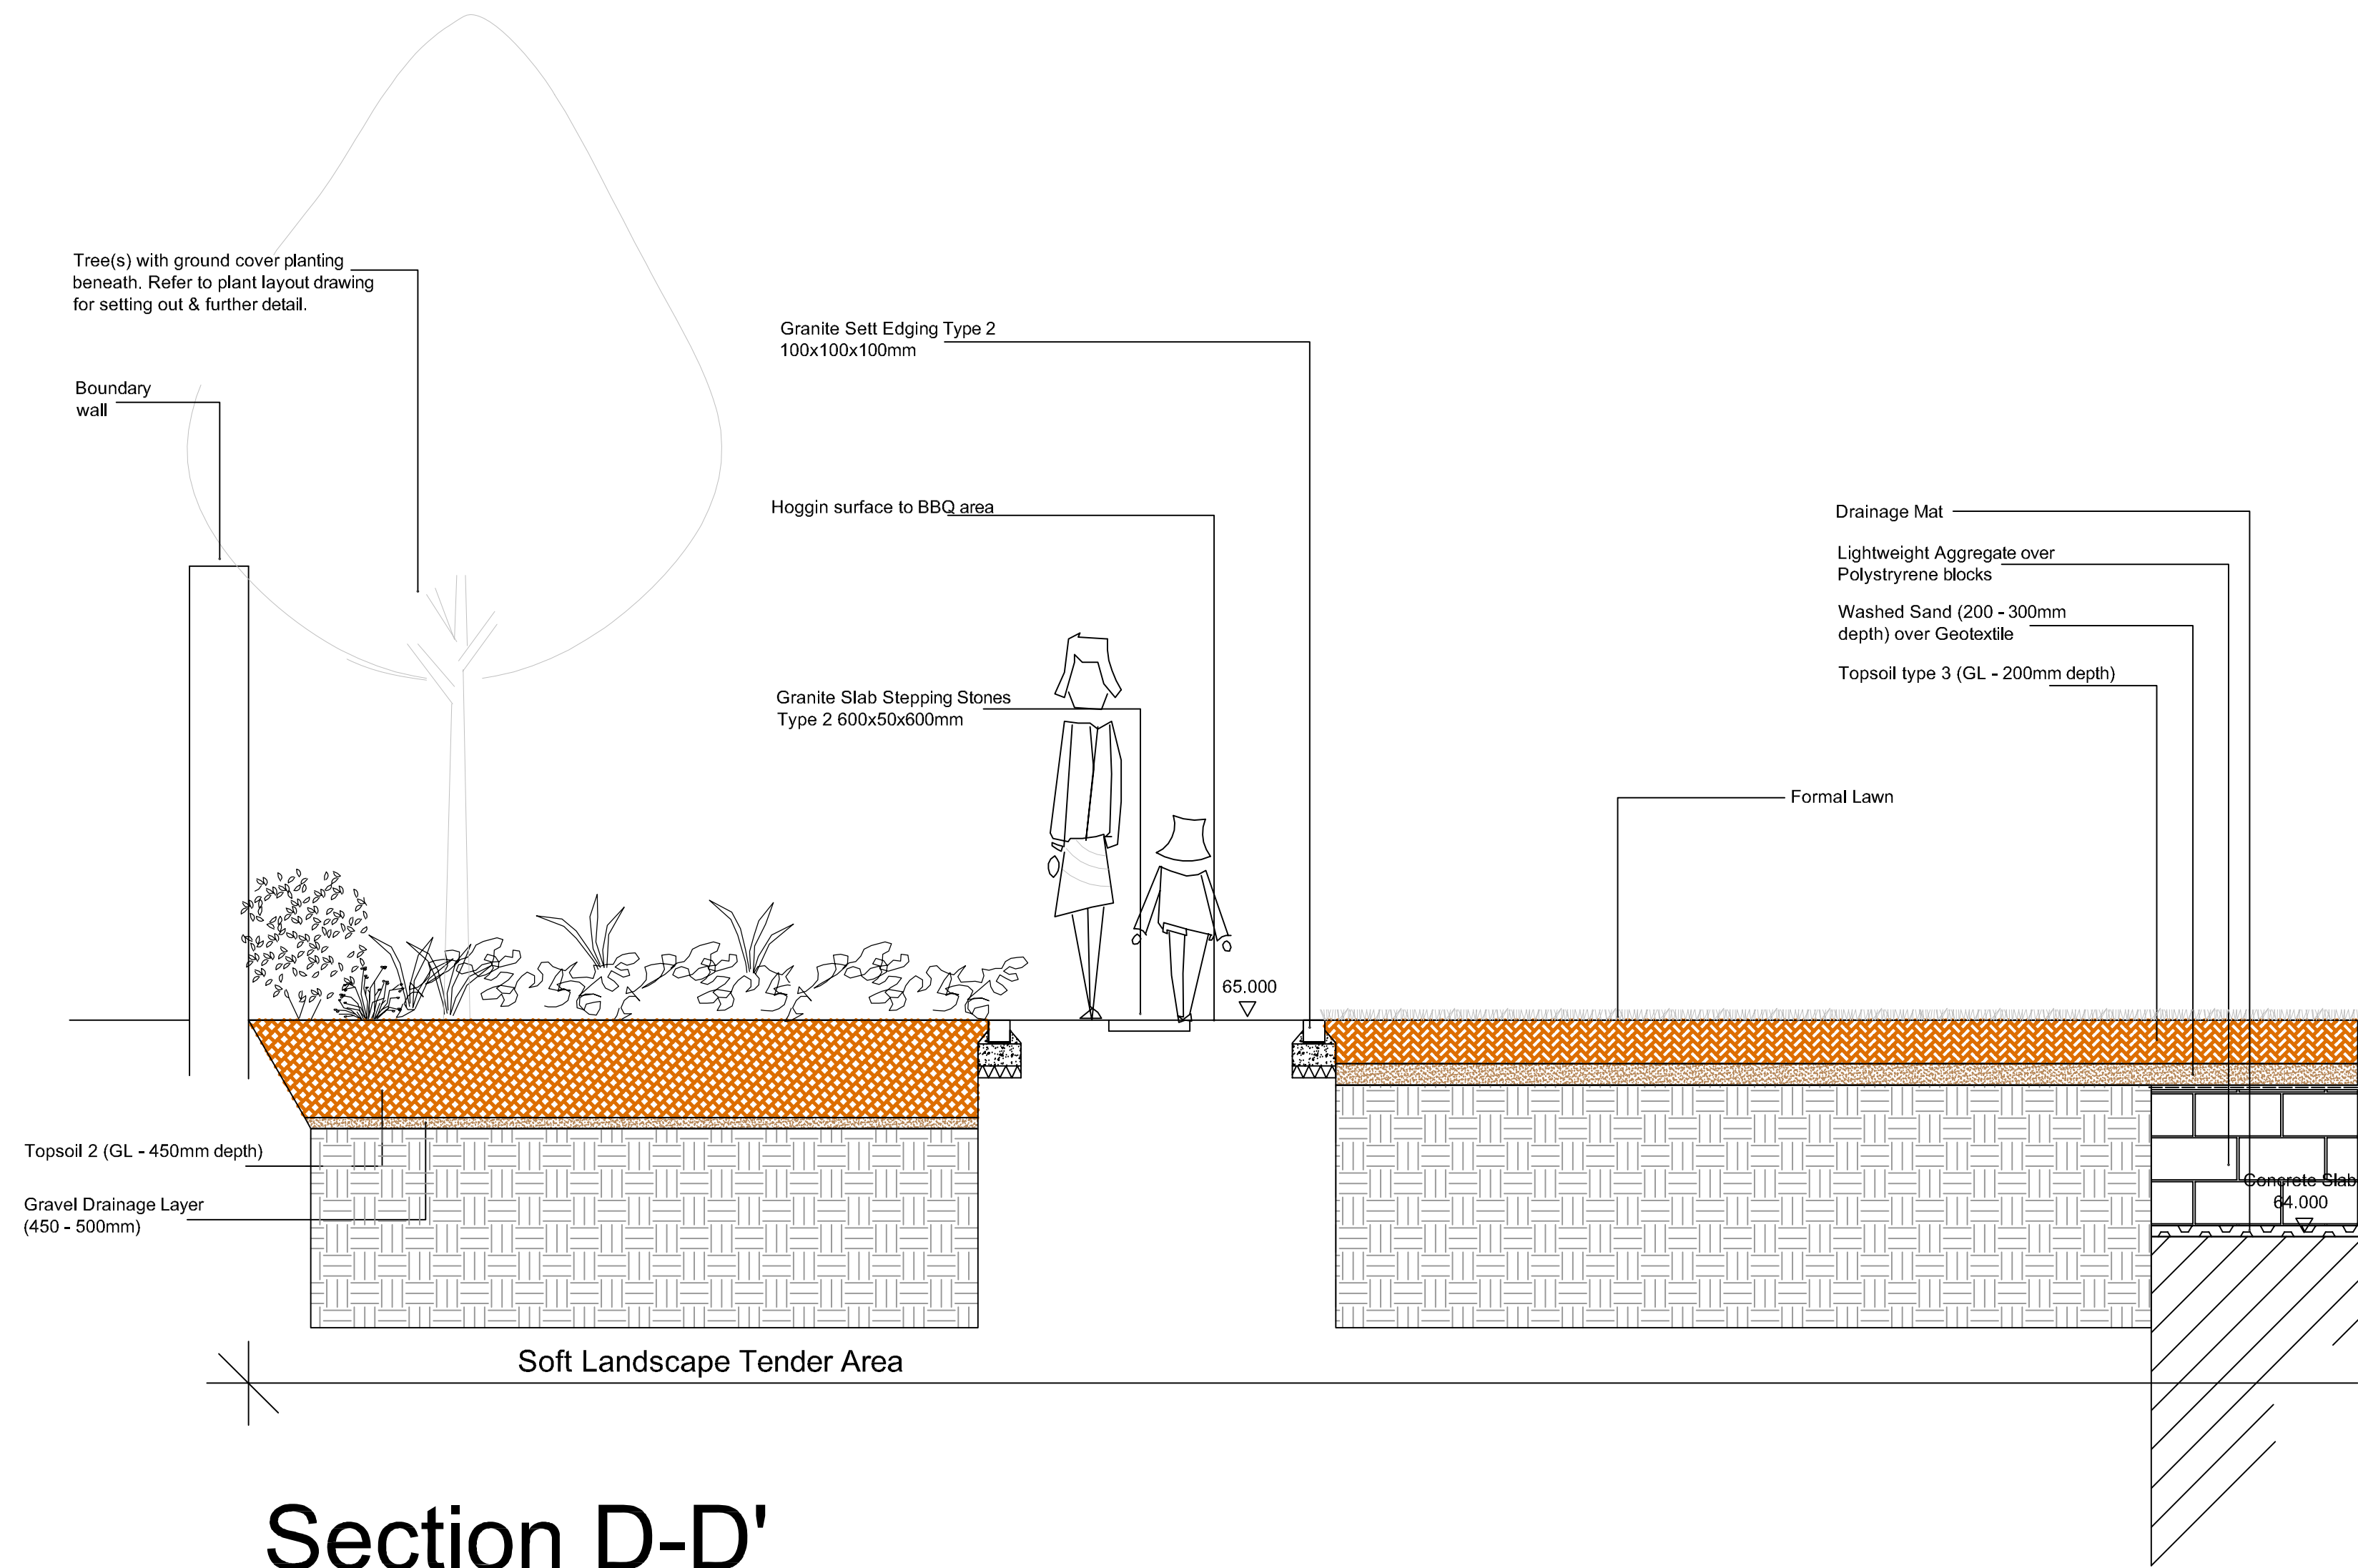 Tree(s) with ground cover planting
beneath. Refer to plant layout drawing
for setting out & further detail.
Boundary
wall
Granite Sett Edging Type 2
100x100x100mm
Hoggin surface to BBQ area
Granite Slab Stepping Stones
Type 2 600x50x600mm
Drainage Mat
Lightweight Aggregate over
Polystryrene blocks
Washed Sand (200 - 300mm
depth) over Geotextile
Topsoil type 3 (GL - 200mm depth)
Formal Lawn
65.000
Topsoil 2 (GL - 450mm depth)
Gravel Drainage Layer
(450 - 500mm)
Concrete Slab
64.000
Soft Landscape Tender Area
Section D-D'